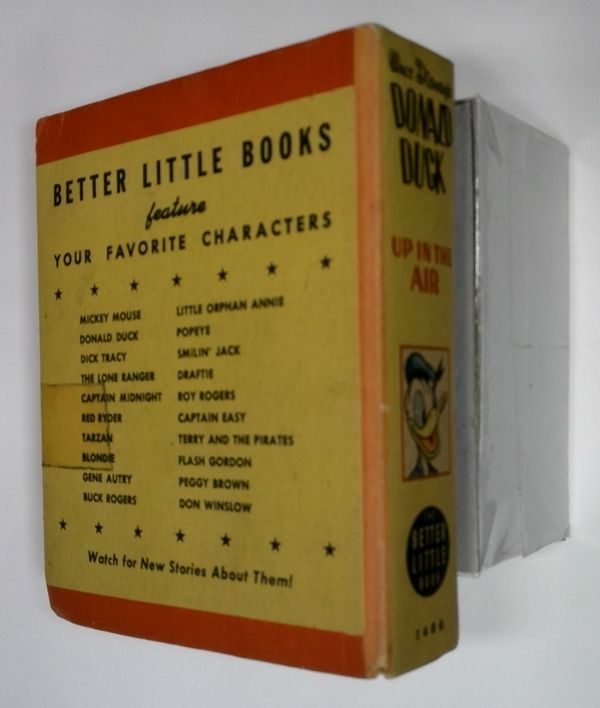 BETTER LITTLE BOOKS
feature
YOUR FAVORITE CHARACTERS
MICKEY MOUSE
DONALD DUCK
DICK TRACY
THE LONE RANGER
CAPTAIN MIDNIGHT
RED RYDER
TARZAN
BLONDIE
GENE AUTRY
BUCK ROGERS
LITTLE ORPHAN ANNIE
POPEYE
SMILIN' JACK
DRAFTIE
ROY ROGERS
CAPTAIN EASY
TERRY AND THE PIRATES
FLASH GORDON
PEGGY BROWN
DON WINSLOW
Watch for New Stories About Them!
WALT DISNEY'S
DONALD
DUCK
UP IN THE
AIR
THE
BETTER
LITTLE
BOOK
1486